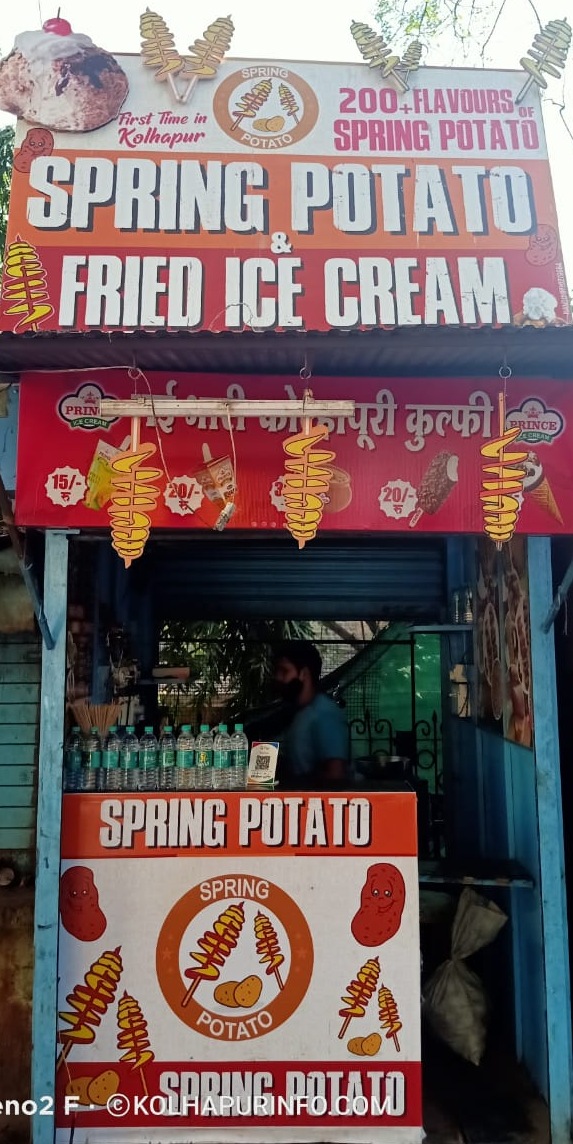 SPRING
POTATO
First Time in
Kolhapur
200+FLAVOURS OF
SPRING POTATO
SPRING POTATO
&
FRIED ICE CREAM
PRINCE
ICE CREAM
कुल्फी
PRINCE
ICE CREAM
15/-
रु
20/-
रु
20/-
रु
SPRING POTATO
SPRING
POTATO
SPRING POTATO
eno2 F · ©KOLHAPURINFO.COM